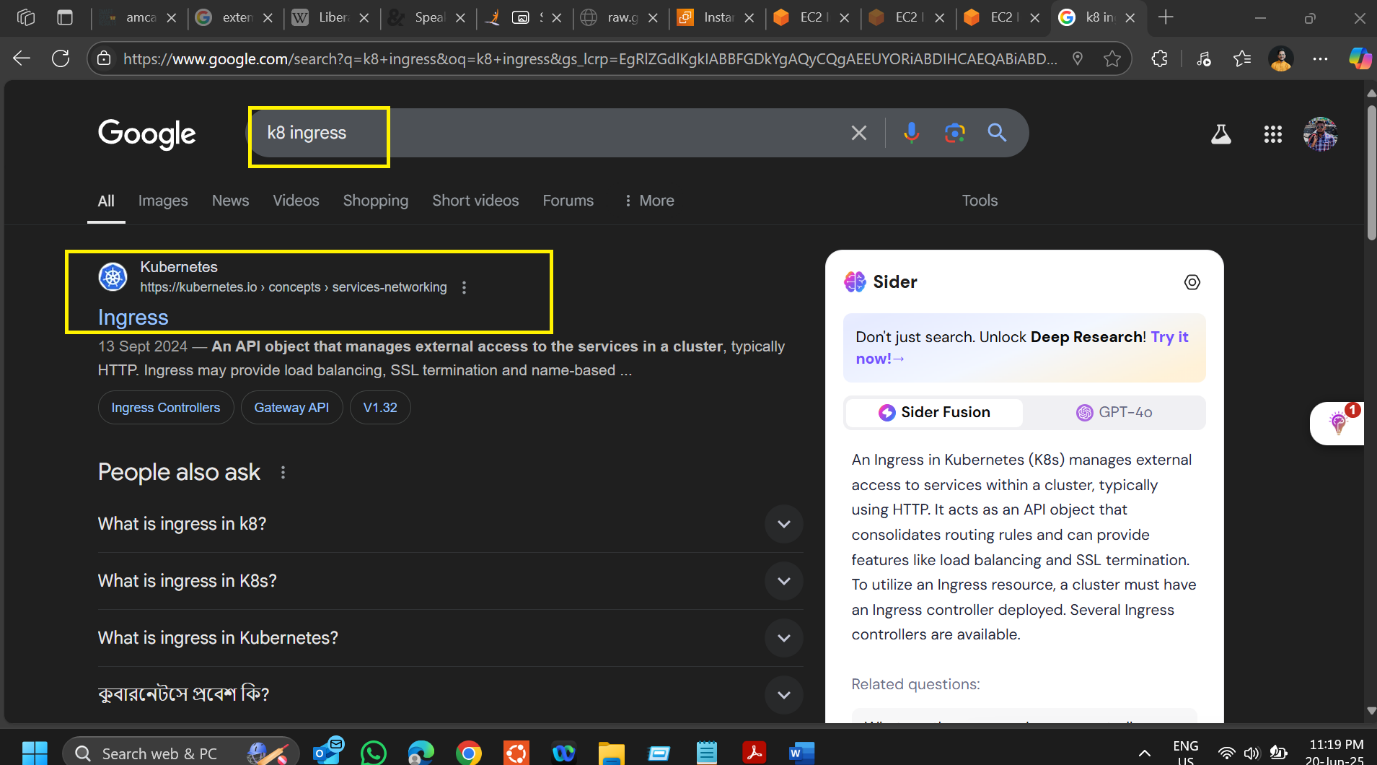 amca
exter
Liber
Speal
S
raw.g
Instar
EC2 I
EC2 I
EC2 I
k8 in
https://www.google.com/search?q=k8+ingress&oq=k8+ingress&gs_lcrp=EgRlZGdlKgkIABBFGDkYgAQyCQgAEEUYORiABDIHCAEQABiABD...
Google
k8 ingress
All Images News Videos Shopping Short videos Forums More Tools
Kubernetes
https://kubernetes.io › concepts › services-networking
Ingress
13 Sept 2024 — An API object that manages external access to the services in a cluster, typically
HTTP. Ingress may provide load balancing, SSL termination and name-based ...
Ingress Controllers Gateway API V1.32
People also ask
What is ingress in k8?
What is ingress in K8s?
What is ingress in Kubernetes?
কুবারনেটসে প্রবেশ কি?
Sider
Don't just search. Unlock Deep Research! Try it
now!→
Sider Fusion GPT-4o
1
An Ingress in Kubernetes (K8s) manages external
access to services within a cluster, typically
using HTTP. It acts as an API object that
consolidates routing rules and can provide
features like load balancing and SSL termination.
To utilize an Ingress resource, a cluster must have
an Ingress controller deployed. Several Ingress
controllers are available.
Related questions:
Search web & PC
ENG
US
11:19 PM
20-Jun-25